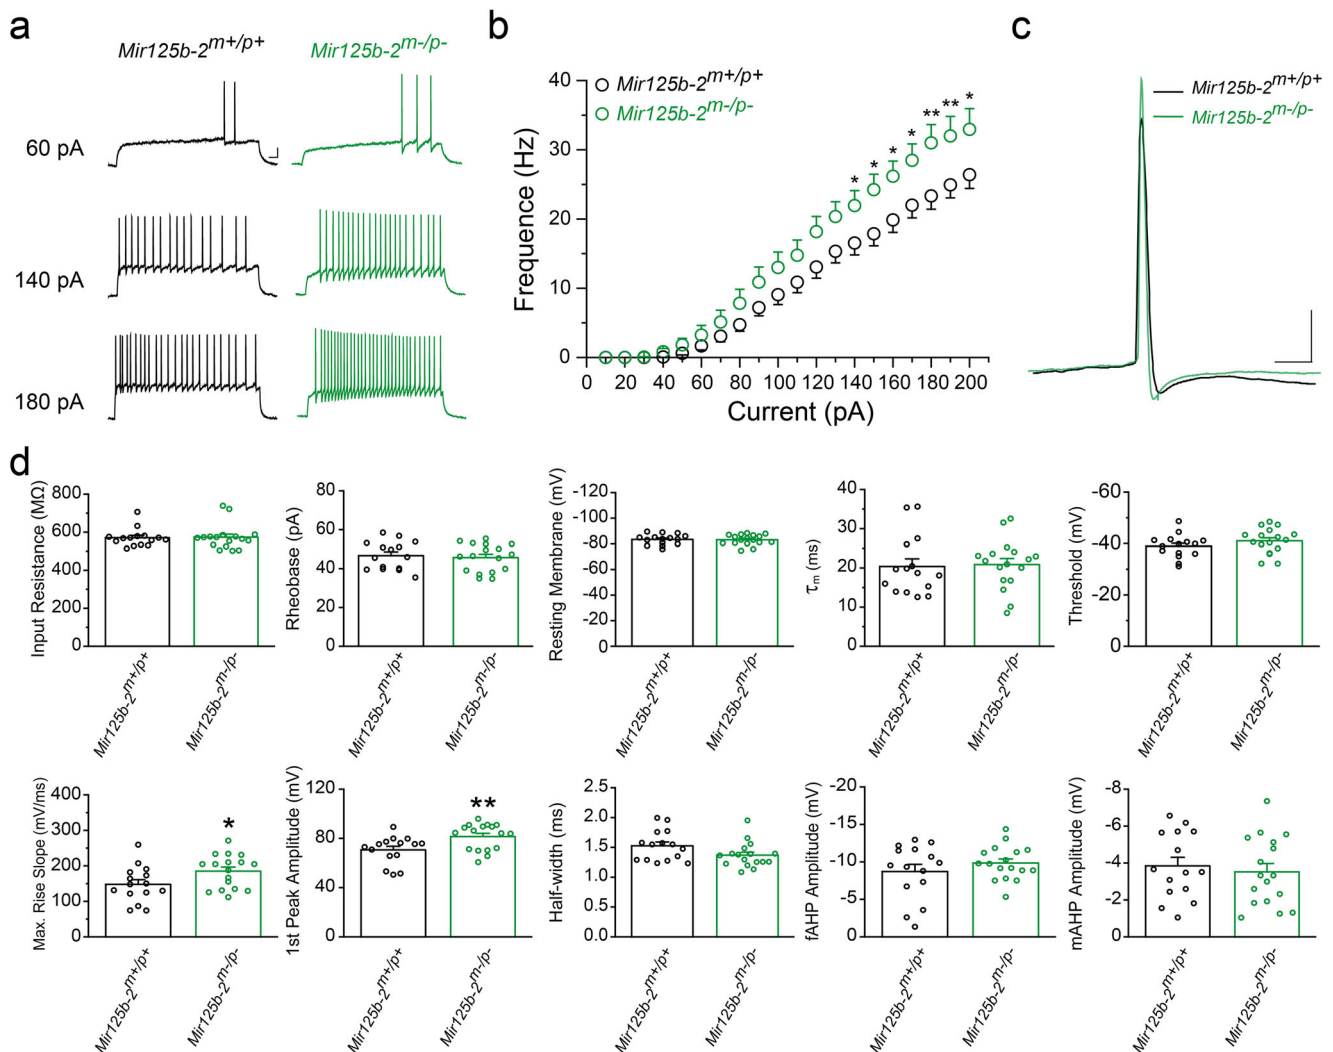 a
Mir125b-2m+/p+
Mir125b-2m-/p-
60 pA
140 pA
180 pA
b
Mir125b-2m+/p+
Mir125b-2m-/p-
Frequence (Hz)
40
30
20
10
0
* * * * ** ** *
0 20 40 60 80 100 120 140 160 180 200
Current (pA)
c
Mir125b-2m+/p+
Mir125b-2m-/p-
d
Input Resistance (MΩ)
800
600
400
200
0
Mir125b-2m+/p+
Mir125b-2m-/p-
Rheobase (pA)
80
60
40
20
0
Mir125b-2m+/p+
Mir125b-2m-/p-
Resting Membrane (mV)
-120
-100
-80
-60
-40
-20
0
Mir125b-2m+/p+
Mir125b-2m-/p-
τm (ms)
40
30
20
10
0
Mir125b-2m+/p+
Mir125b-2m-/p-
Threshold (mV)
-60
-40
-20
0
Mir125b-2m+/p+
Mir125b-2m-/p-
Max. Rise Slope (mV/ms)
400
300
200
100
0
*
Mir125b-2m+/p+
Mir125b-2m-/p-
1st Peak Amplitude (mV)
120
80
40
0
**
Mir125b-2m+/p+
Mir125b-2m-/p-
Half-width (ms)
2.5
2.0
1.5
1.0
0.5
0.0
Mir125b-2m+/p+
Mir125b-2m-/p-
fAHP Amplitude (mV)
-20
-15
-10
-5
0
Mir125b-2m+/p+
Mir125b-2m-/p-
mAHP Amplitude (mV)
-8
-6
-4
-2
0
Mir125b-2m+/p+
Mir125b-2m-/p-